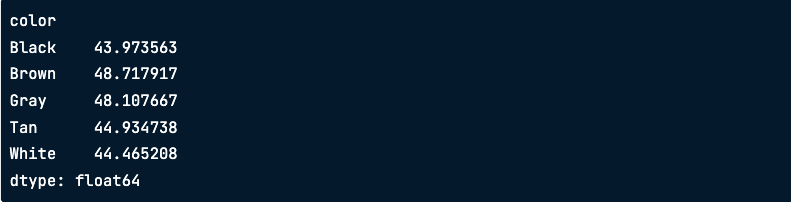 color
Black    43.973563
Brown    48.717917
Gray     48.107667
Tan      44.934738
White    44.465208
dtype: float64